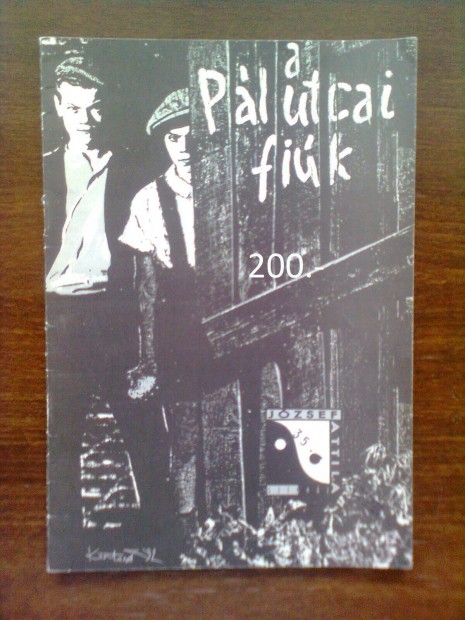 a
Pál utcai
fiúk
200.
JÓZSEF
ATTILA
35